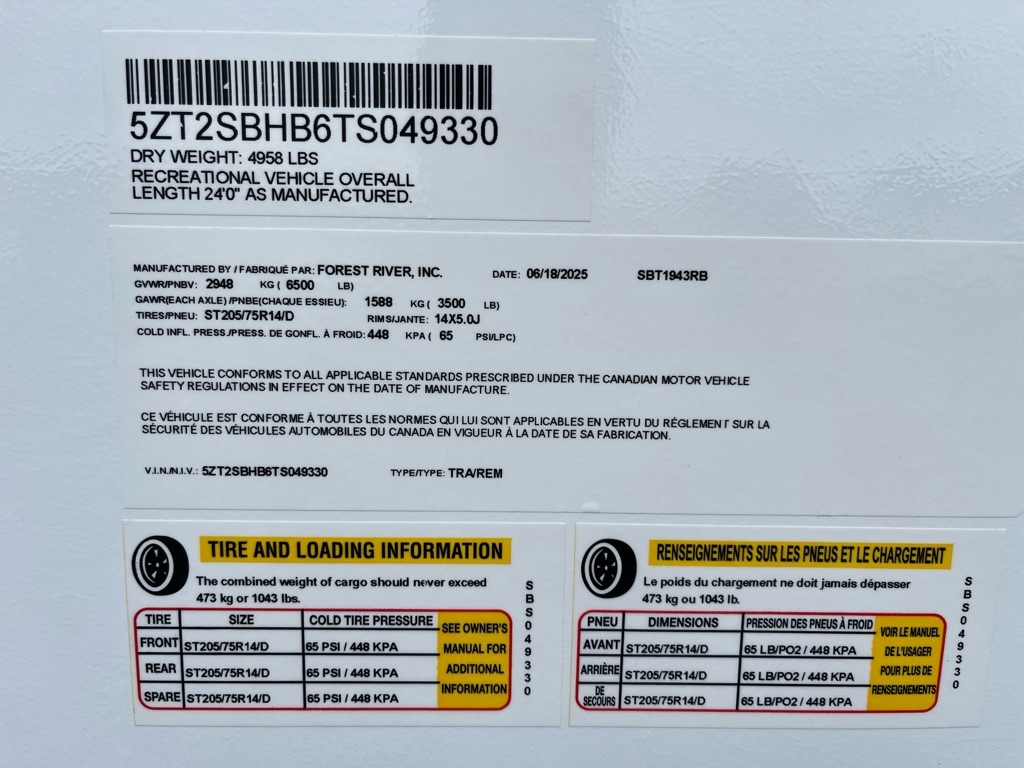 5ZT2SBHB6TS049330
DRY WEIGHT: 4958 LBS
RECREATIONAL VEHICLE OVERALL
LENGTH 24'0" AS MANUFACTURED.
MANUFACTURED BY / FABRIQUÉ PAR: FOREST RIVER, INC. DATE: 06/18/2025 SBT1943RB
GVWR/PNBV: 2948 KG ( 6500 LB)
GAWR(EACH AXLE) /PNBE(CHAQUE ESSIEU): 1588 KG ( 3500 LB)
TIRES/PNEU: ST205/75R14/D RIMS/JANTE: 14X5.0J
COLD INFL. PRESS./PRESS. DE GONFL. À FROID: 448 KPA ( 65 PSI/LPC)
THIS VEHICLE CONFORMS TO ALL APPLICABLE STANDARDS PRESCRIBED UNDER THE CANADIAN MOTOR VEHICLE
SAFETY REGULATIONS IN EFFECT ON THE DATE OF MANUFACTURE.
CE VÉHICULE EST CONFORME À TOUTES LES NORMES QUI LUI SONT APPLICABLES EN VERTU DU RÉGLEMENT SUR LA
SÉCURITÉ DES VÉHICULES AUTOMOBILES DU CANADA EN VIGUEUR À LA DATE DE SA FABRICATION.
V.I.N./N.I.V.: 5ZT2SBHB6TS049330 TYPE/TYPE: TRA/REM
TIRE AND LOADING INFORMATION
The combined weight of cargo should never exceed
473 kg or 1043 lbs.
TIRE SIZE COLD TIRE PRESSURE
FRONT ST205/75R14/D 65 PSI / 448 KPA
REAR ST205/75R14/D 65 PSI / 448 KPA
SPARE ST205/75R14/D 65 PSI / 448 KPA
SEE OWNER'S
MANUAL FOR
ADDITIONAL
INFORMATION
SBS049330
RENSEIGNEMENTS SUR LES PNEUS ET LE CHARGEMENT
Le poids du chargement ne doit jamais dépasser
473 kg ou 1043 lb.
PNEU DIMENSIONS PRESSION DES PNEUS À FROID
AVANT ST205/75R14/D 65 LB/PO2 / 448 KPA
ARRIÈRE ST205/75R14/D 65 LB/PO2 / 448 KPA
DE
SECOURS ST205/75R14/D 65 LB/PO2 / 448 KPA
VOIR LE MANUEL
DE L'USAGER
POUR PLUS DE
RENSEIGNEMENTS
SBS049330